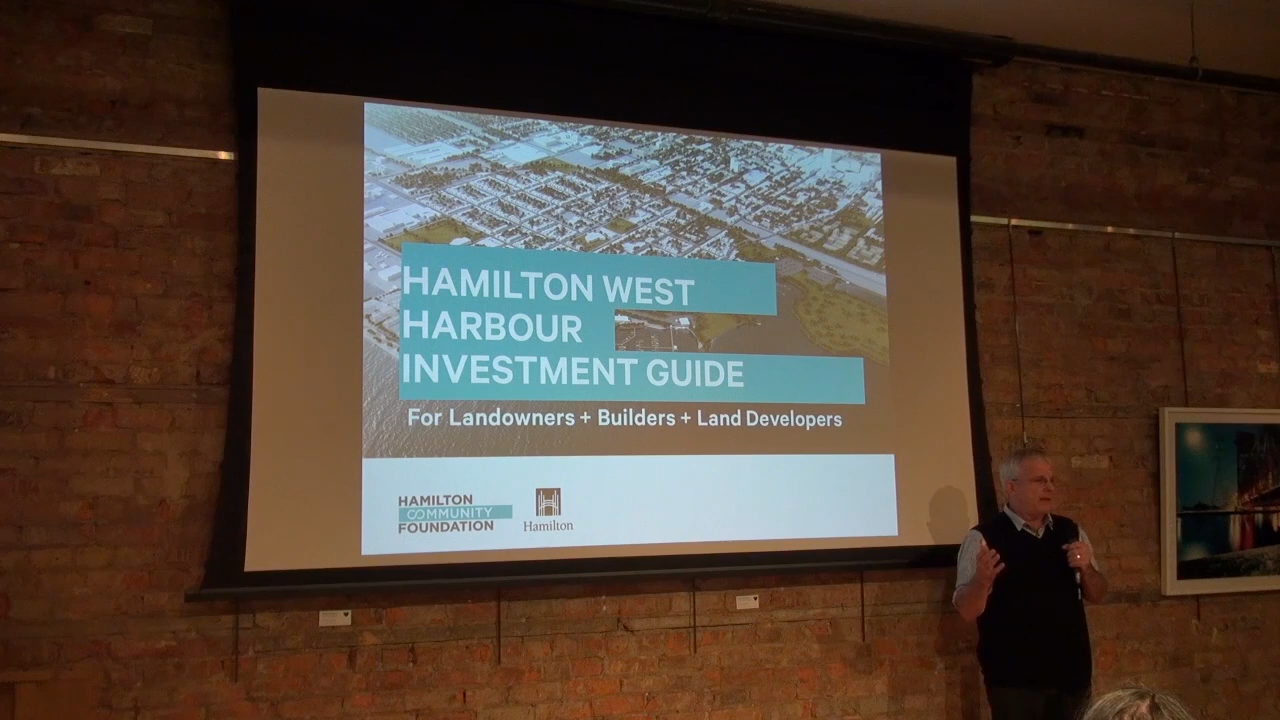 HAMILTON WEST
HARBOUR
INVESTMENT GUIDE
For Landowners + Builders + Land Developers
HAMILTON
COMMUNITY
FOUNDATION
Hamilton